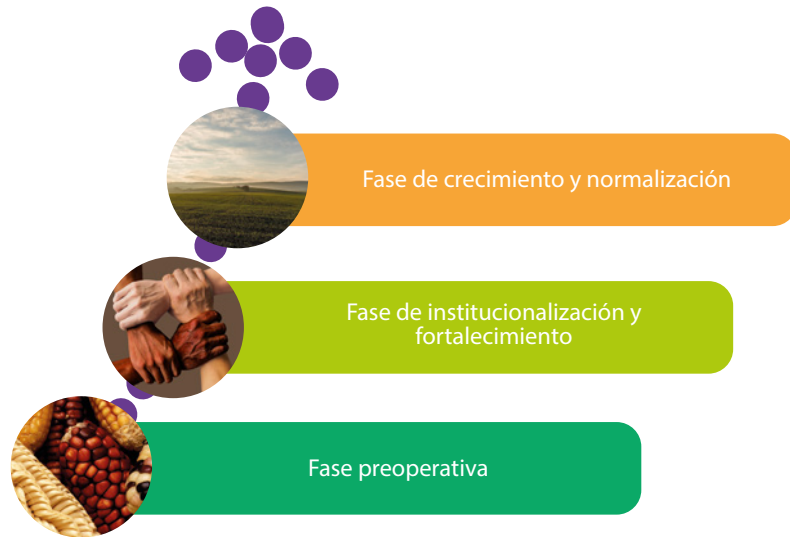 Fase de crecimiento y normalización
Fase de institucionalización y
fortalecimiento
Fase preoperativa